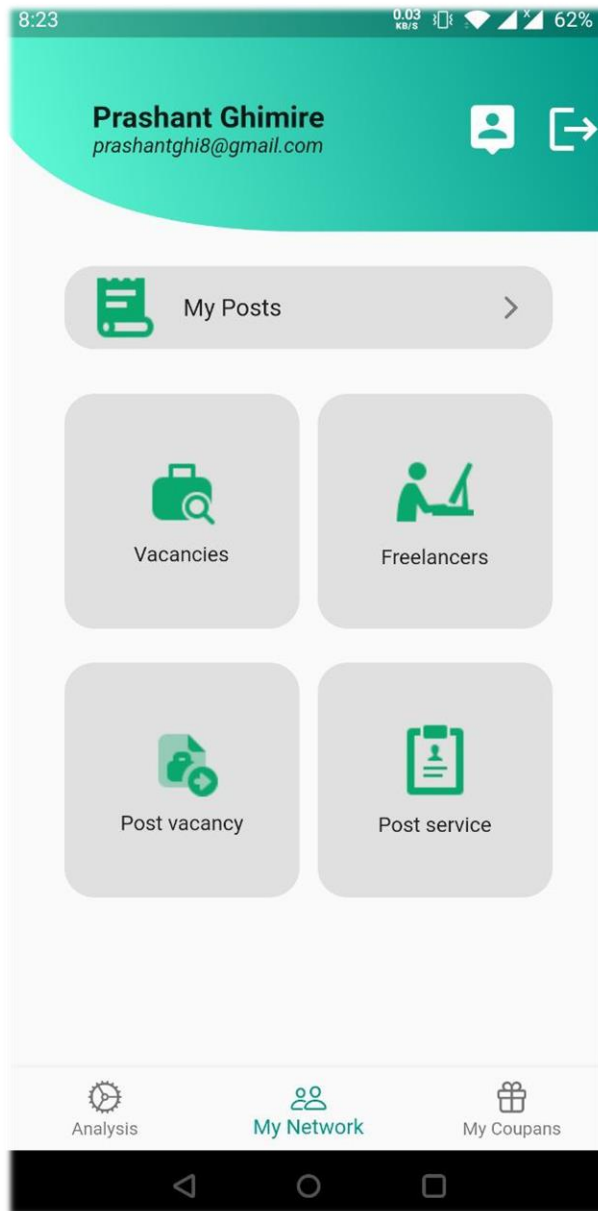 8:23 0.03 KB/S 62%
Prashant Ghimire
prashantghi8@gmail.com
My Posts
Vacancies Freelancers
Post vacancy Post service
Analysis My Network My Coupans